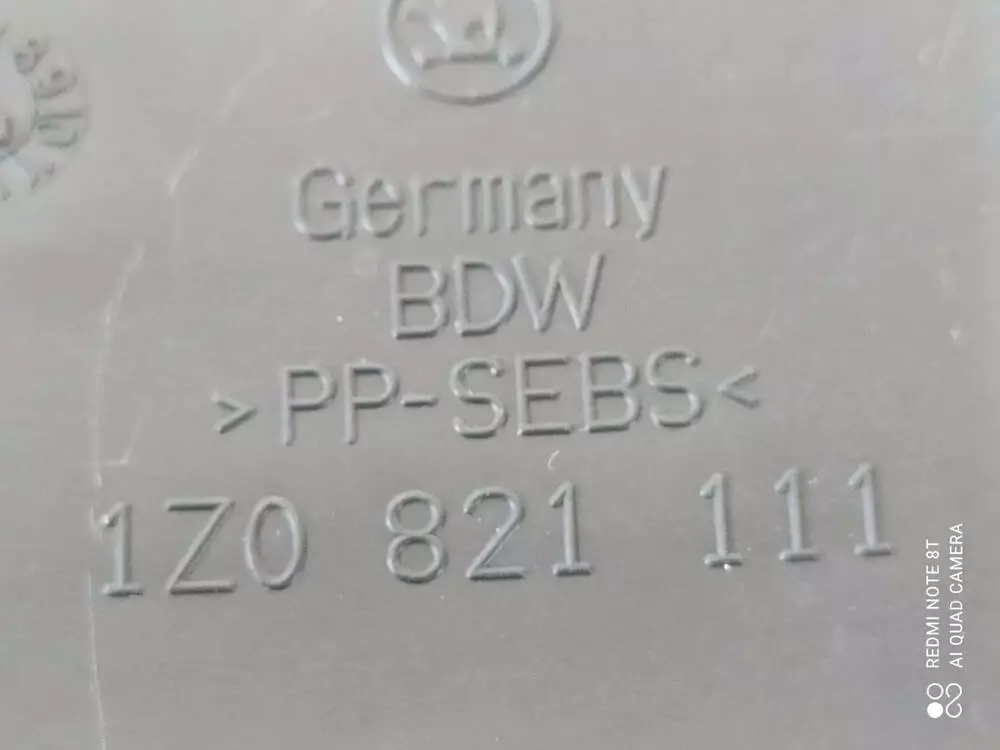 Germany
BDW
>PP-SEBS<
1Z0 821 111
REDMI NOTE 8T
AI QUAD CAMERA